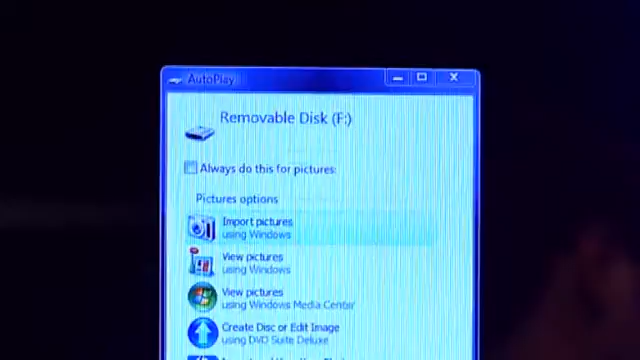 AutoPlay
Removable Disk (F:)
Always do this for pictures:
Pictures options
Import pictures
using Windows
View pictures
using Windows
View pictures
using Windows Media Center
Create Disc or Edit Image
using DVD Suite Deluxe